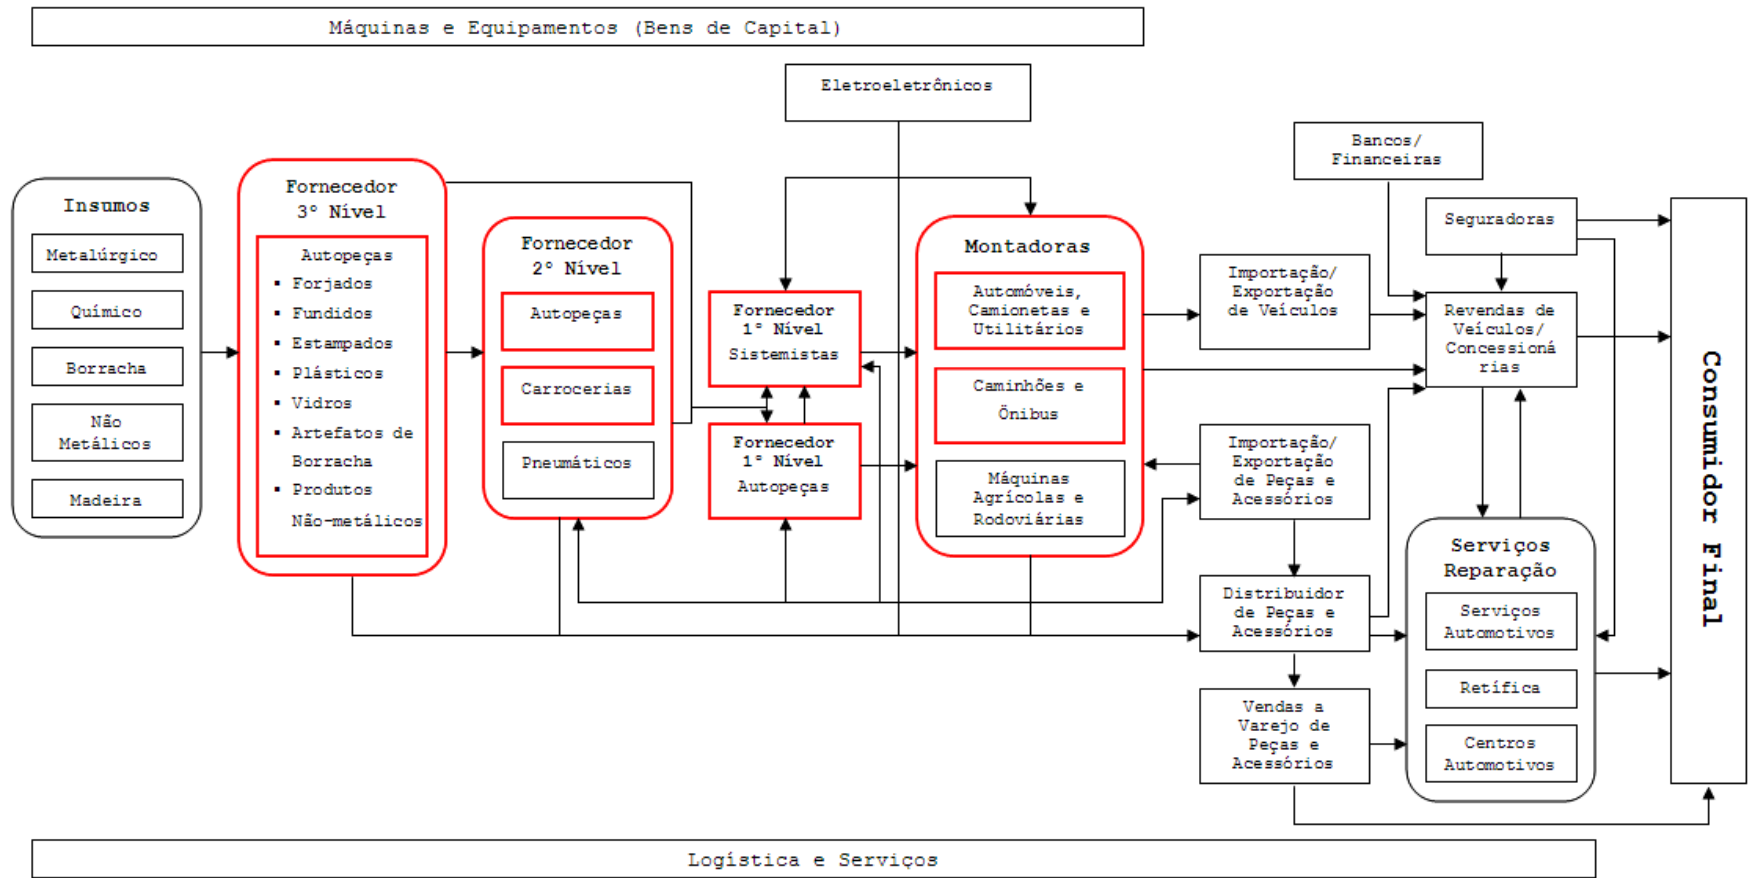 Máquinas e Equipamentos (Bens de Capital)
Eletroeletrônicos
Bancos/
Financeiras
Insumos
Metalúrgico
Químico
Borracha
Não
Metálicos
Madeira
Fornecedor
3º Nível
Autopeças
▪ Forjados
▪ Fundidos
▪ Estampados
▪ Plásticos
▪ Vidros
▪ Artefatos de
Borracha
▪ Produtos
Não-metálicos
Fornecedor
2º Nível
Autopeças
Carrocerias
Pneumáticos
Fornecedor
1º Nível
Sistemistas
Fornecedor
1º Nível
Autopeças
Montadoras
Automóveis,
Camionetas e
Utilitários
Caminhões e
Ônibus
Máquinas
Agrícolas e
Rodoviárias
Importação/
Exportação
de Veículos
Importação/
Exportação
de Peças e
Acessórios
Distribuidor
de Peças e
Acessórios
Vendas a
Varejo de
Peças e
Acessórios
Seguradoras
Revendas de
Veículos/
Concessioná
rias
Serviços
Reparação
Serviços
Automotivos
Retífica
Centros
Automotivos
Consumidor Final
Logística e Serviços